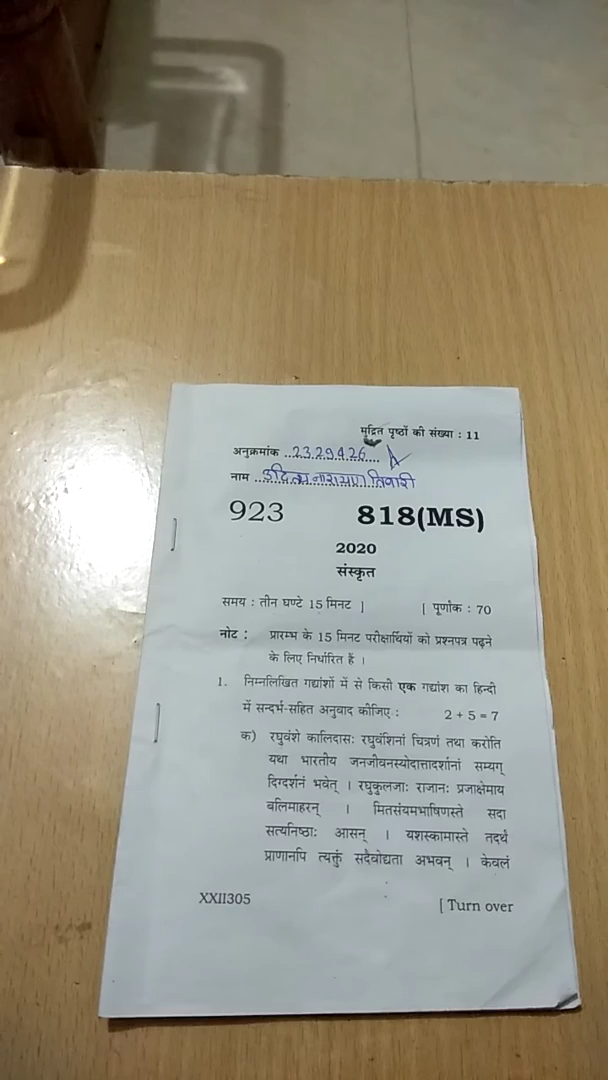 मुद्रित पृष्ठों की संख्या : 11
अनुक्रमांक ..2329426..
नाम ...उदित नारायण तिवारी
923 818(MS)
2020
संस्कृत
समय : तीन घण्टे 15 मिनट ] [ पूर्णांक : 70
नोट : प्रारम्भ के 15 मिनट परीक्षार्थियों को प्रश्नपत्र पढ़ने
के लिए निर्धारित हैं ।
1. निम्नलिखित गद्यांशों में से किसी एक गद्यांश का हिन्दी
में सन्दर्भ-सहित अनुवाद कीजिए : 2 + 5 = 7
क) रघुवंशे कालिदासः रघुवंशिनां चित्रणं तथा करोति
यथा भारतीय जनजीवनस्योदात्तादर्शानां सम्यग्
दिग्दर्शनं भवेत् । रघुकुलजाः राजानः प्रजाक्षेमाय
बलिमाहरन् । मितसंयमभाषिणस्ते सदा
सत्यनिष्ठाः आसन् । यशस्कामास्ते तदर्थं
प्राणानपि त्यक्तुं सदैवोद्यता अभवन् । केवलं
XXII305 [ Turn over